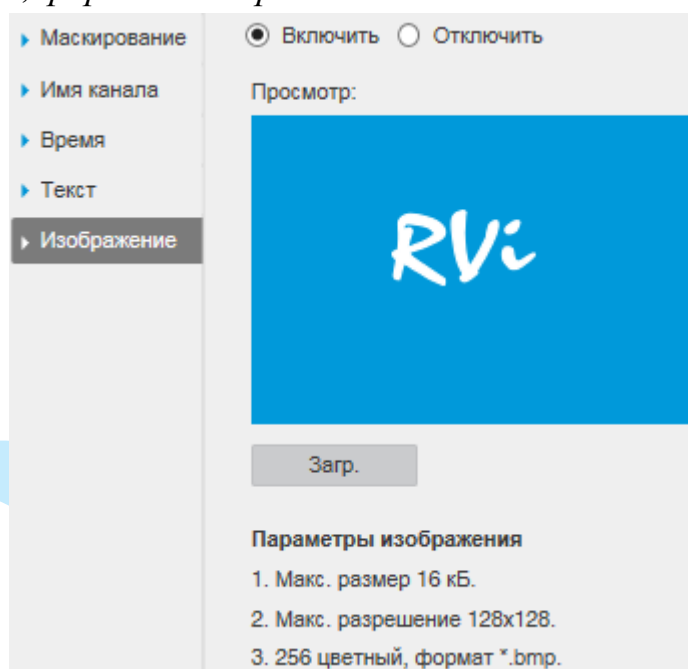 Маскирование
Имя канала
Время
Текст
Изображение
Включить Отключить
Просмотр:
RVi
Загр.
Параметры изображения
1. Макс. размер 16 кБ.
2. Макс. разрешение 128x128.
3. 256 цветный, формат *.bmp.